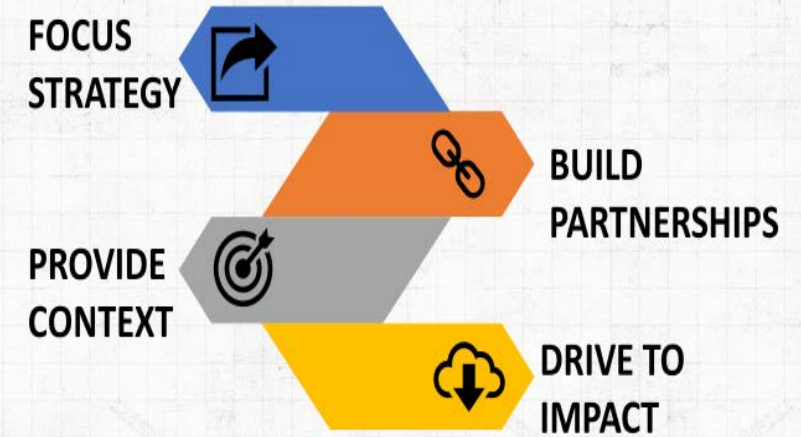 FOCUS
STRATEGY
BUILD
PARTNERSHIPS
PROVIDE
CONTEXT
DRIVE TO
IMPACT